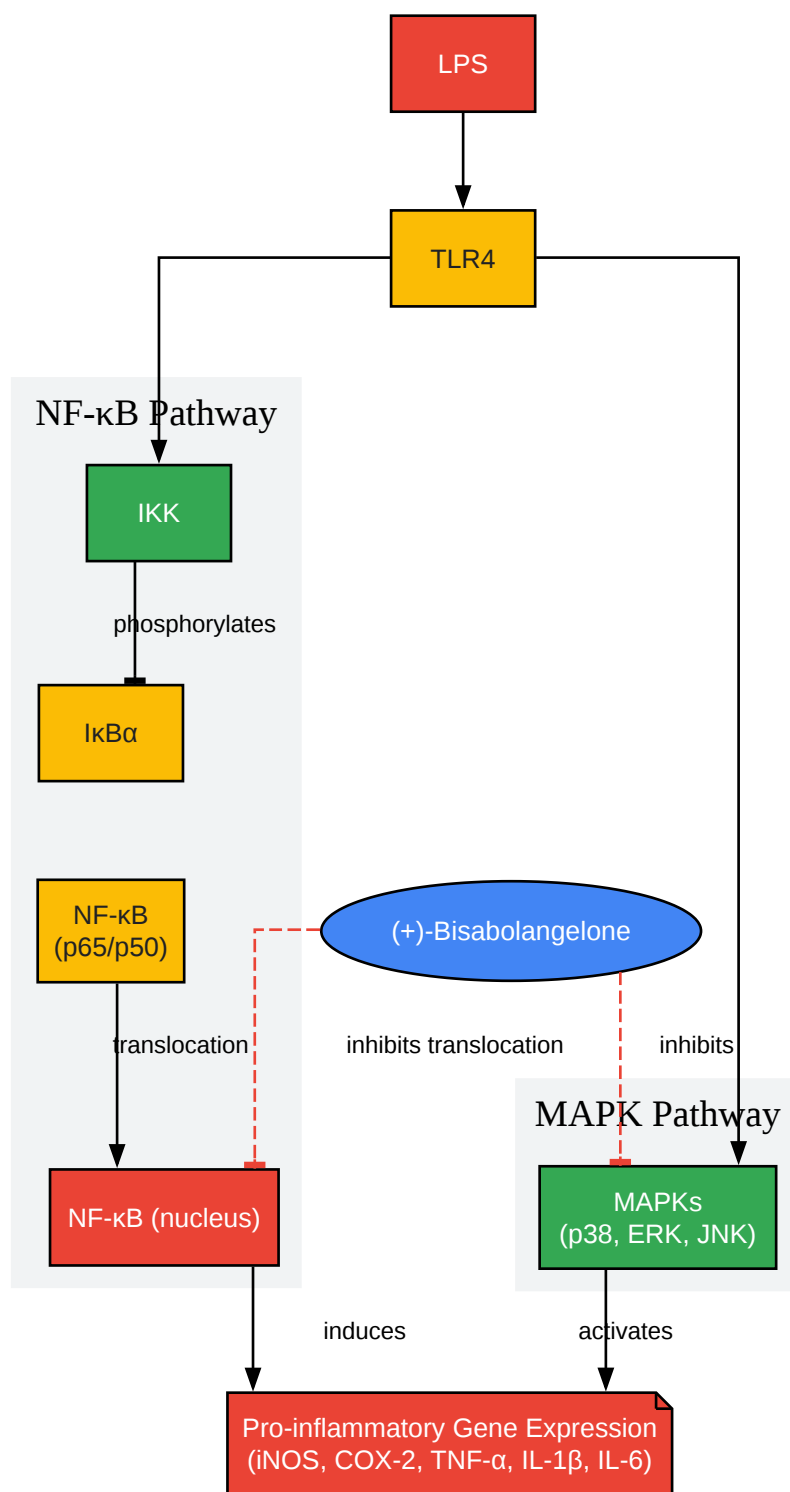 LPS
TLR4
NF-κB Pathway
IKK
phosphorylates
IκBα
NF-κB
(p65/p50)
(+)-Bisabolangelone
translocation
inhibits translocation
inhibits
MAPK Pathway
NF-κB (nucleus)
MAPKs
(p38, ERK, JNK)
induces
activates
Pro-inflammatory Gene Expression
(iNOS, COX-2, TNF-α, IL-1β, IL-6)